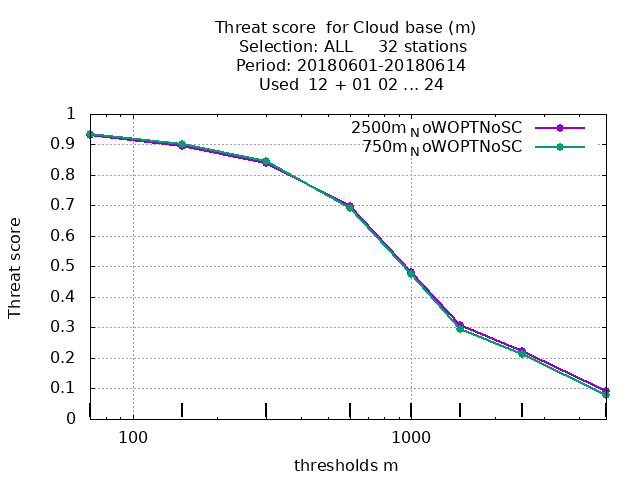 Threat score  for Cloud base (m)
Selection: ALL     32 stations
Period: 20180601-20180614
Used  12 + 01 02 ... 24
1
0.9
0.8
0.7
0.6
0.5
0.4
0.3
0.2
0.1
0
Threat score
2500m_NoWOPTNoSC
750m_NoWOPTNoSC
100
1000
thresholds m